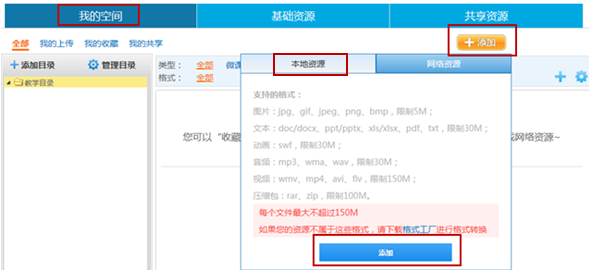 我的空间 基础资源 共享资源
全部 我的上传 我的收藏 我的共享 添加
添加目录 管理目录
教学目录
类型： 全部 微课
格式： 全部
本地资源 网络资源
支持的格式：
图片：jpg、gif、jpeg、png、bmp，限制5M；
文本：doc/docx、ppt/pptx、xls/xlsx、pdf、txt，限制30M；
动画：swf，限制30M；
音频：mp3、wma、wav，限制30M；
视频：wmv、mp4、avi、flv，限制150M；
压缩包：rar、zip，限制100M。
每个文件最大不超过150M
如果您的资源不属于这些格式，请下载格式工厂进行格式转换
添加
您可以“收藏 网络资源~